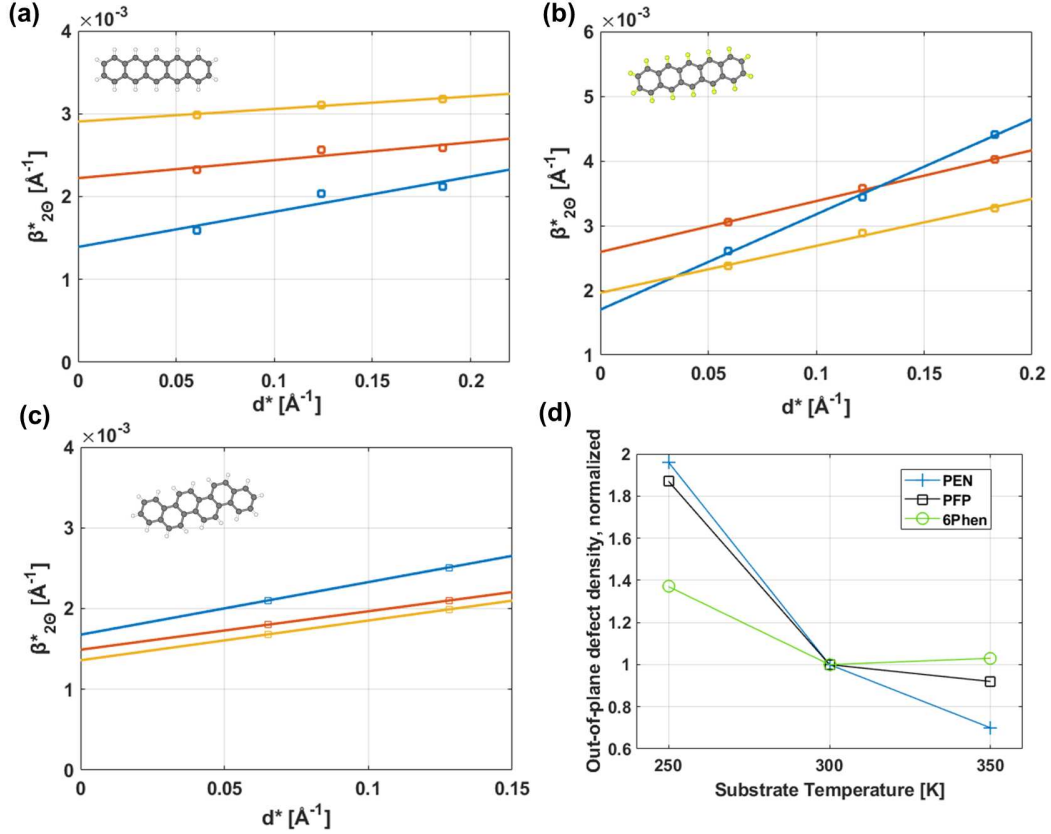 (a)
×10⁻³
4
3
2
1
0
β*2Θ [Å⁻¹]
0
0.05
0.1
0.15
0.2
d* [Å⁻¹]
(b)
×10⁻³
6
5
4
3
2
1
β*2Θ [Å⁻¹]
0
0.05
0.1
0.15
0.2
d* [Å⁻¹]
(c)
×10⁻³
4
3
2
1
0
β*2Θ [Å⁻¹]
0
0.05
0.1
0.15
d* [Å⁻¹]
(d)
Out-of-plane defect density, normalized
2
1.8
1.6
1.4
1.2
1
0.8
0.6
PEN
PFP
6Phen
250
300
350
Substrate Temperature [K]